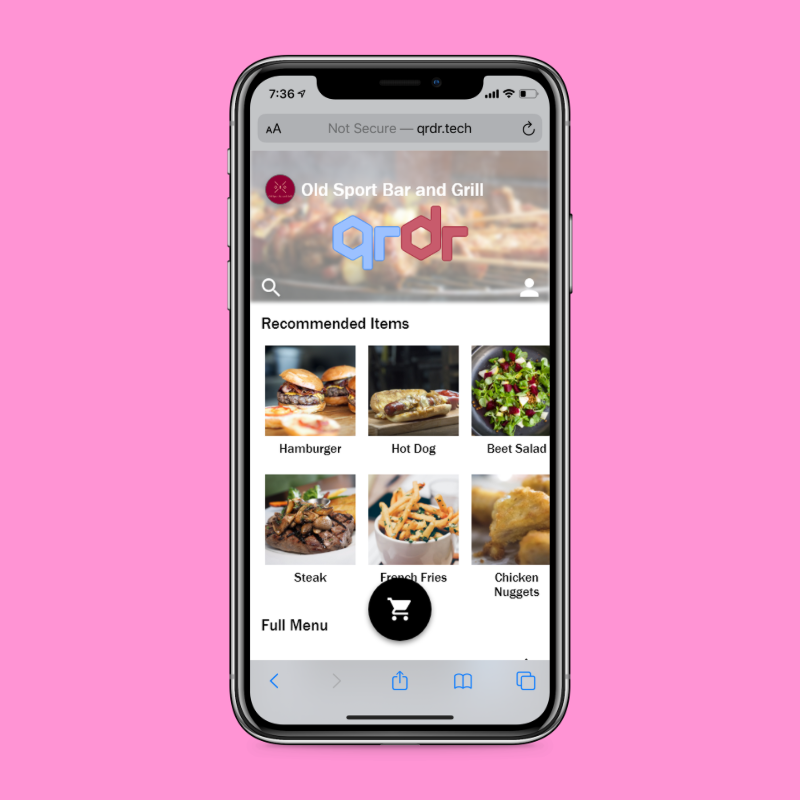 7:36
AA Not Secure — qrdr.tech
Old Sport Bar and Grill
qrdr
Recommended Items
Hamburger Hot Dog Beet Salad
Steak French Fries Chicken
Nuggets
Full Menu